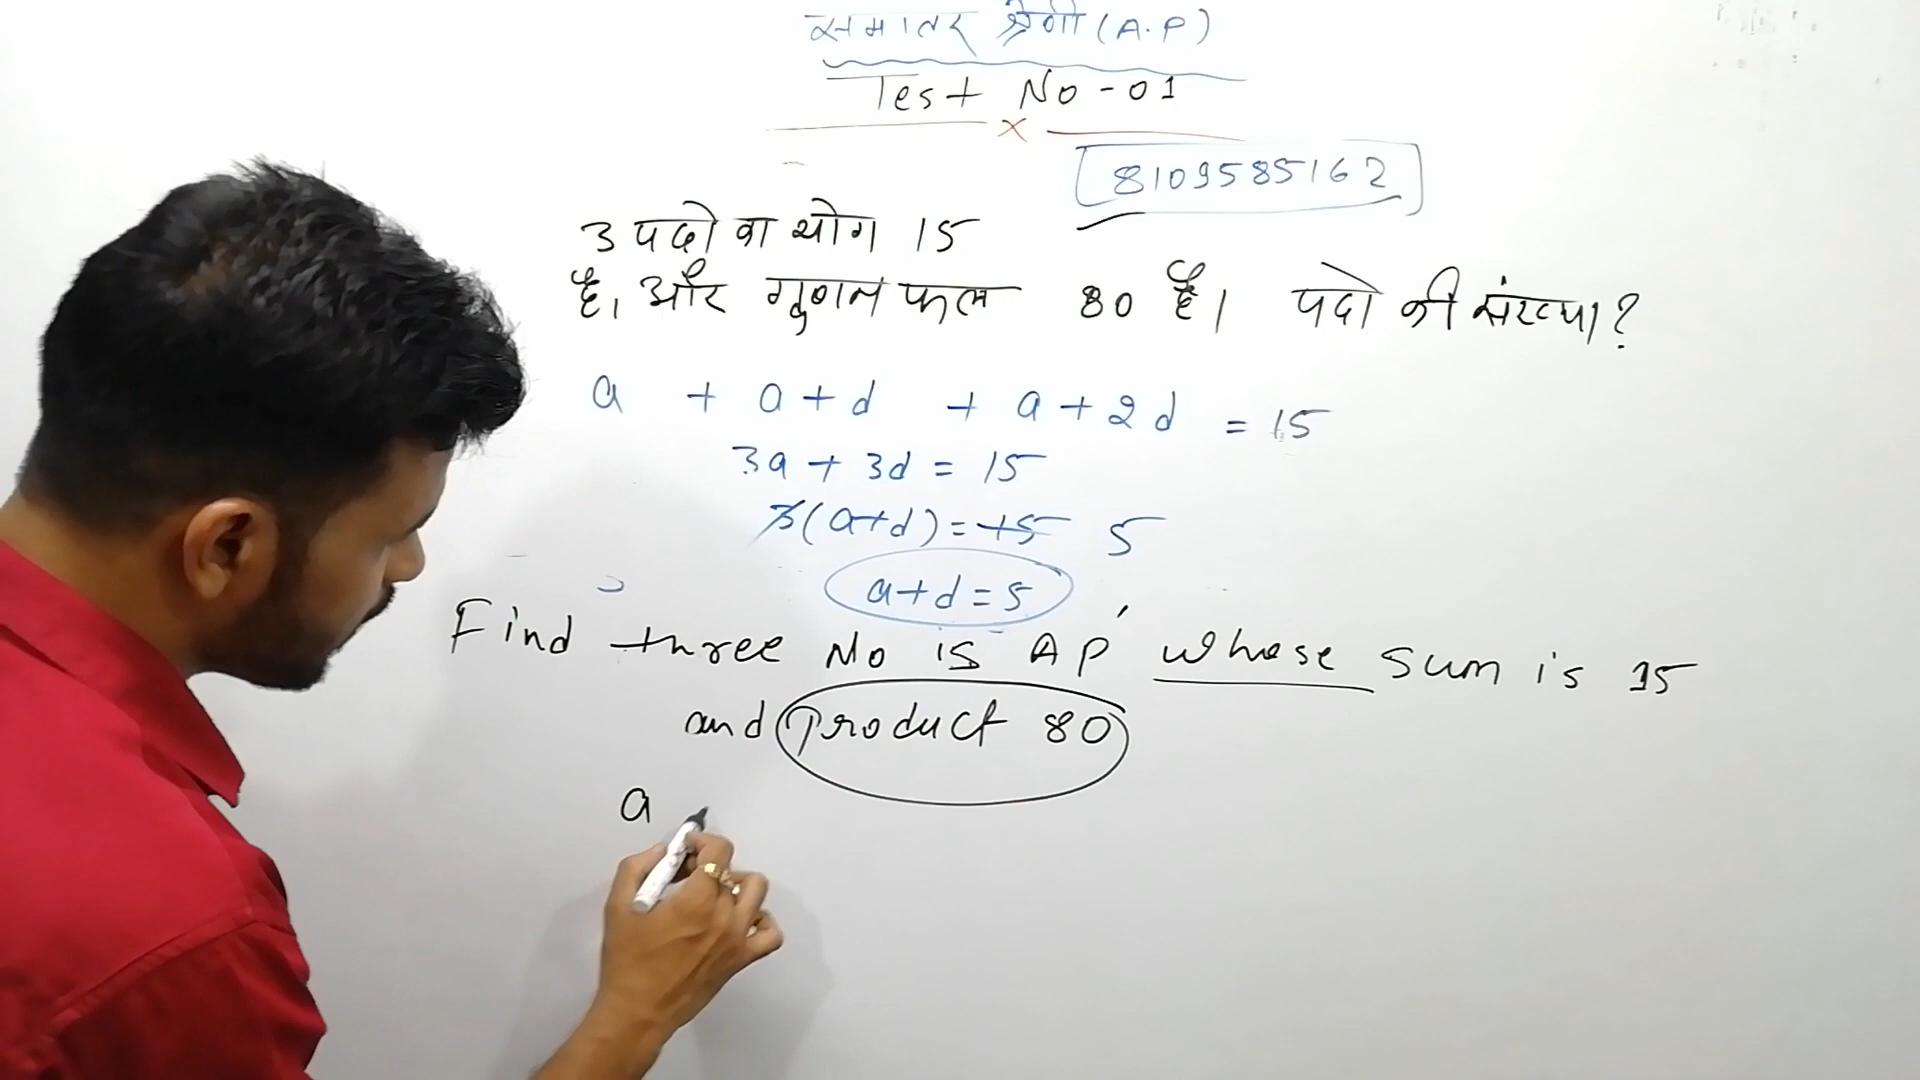 समान्तर श्रेणी (A.P)
Test No-01
x
8109585162
3 पदो का योग 15
है, और गुणनफल 80 है। पदो की संख्या?
a + a+d + a+2d = 15
3a + 3d = 15
3(a+d) = 15 5
a+d = 5
Find three No is AP whose sum is 15
and Product 80
a